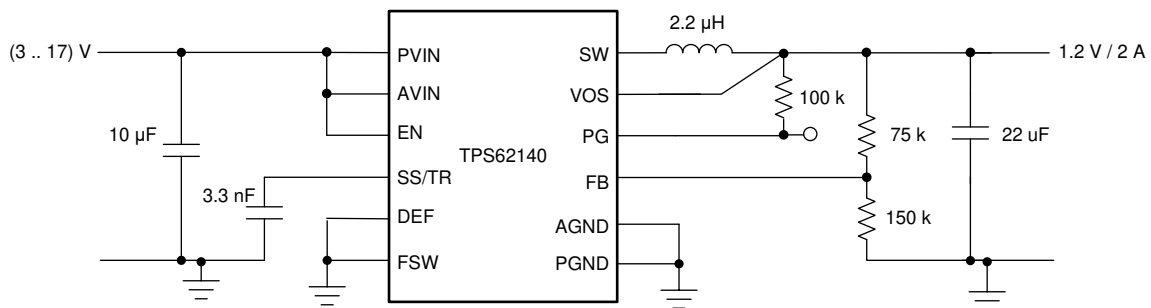 (3 .. 17) V
10 µF
3.3 nF
PVIN
AVIN
EN
SS/TR
DEF
FSW
TPS62140
SW
VOS
PG
FB
AGND
PGND
2.2 µH
100 k
75 k
150 k
22 uF
1.2 V / 2 A